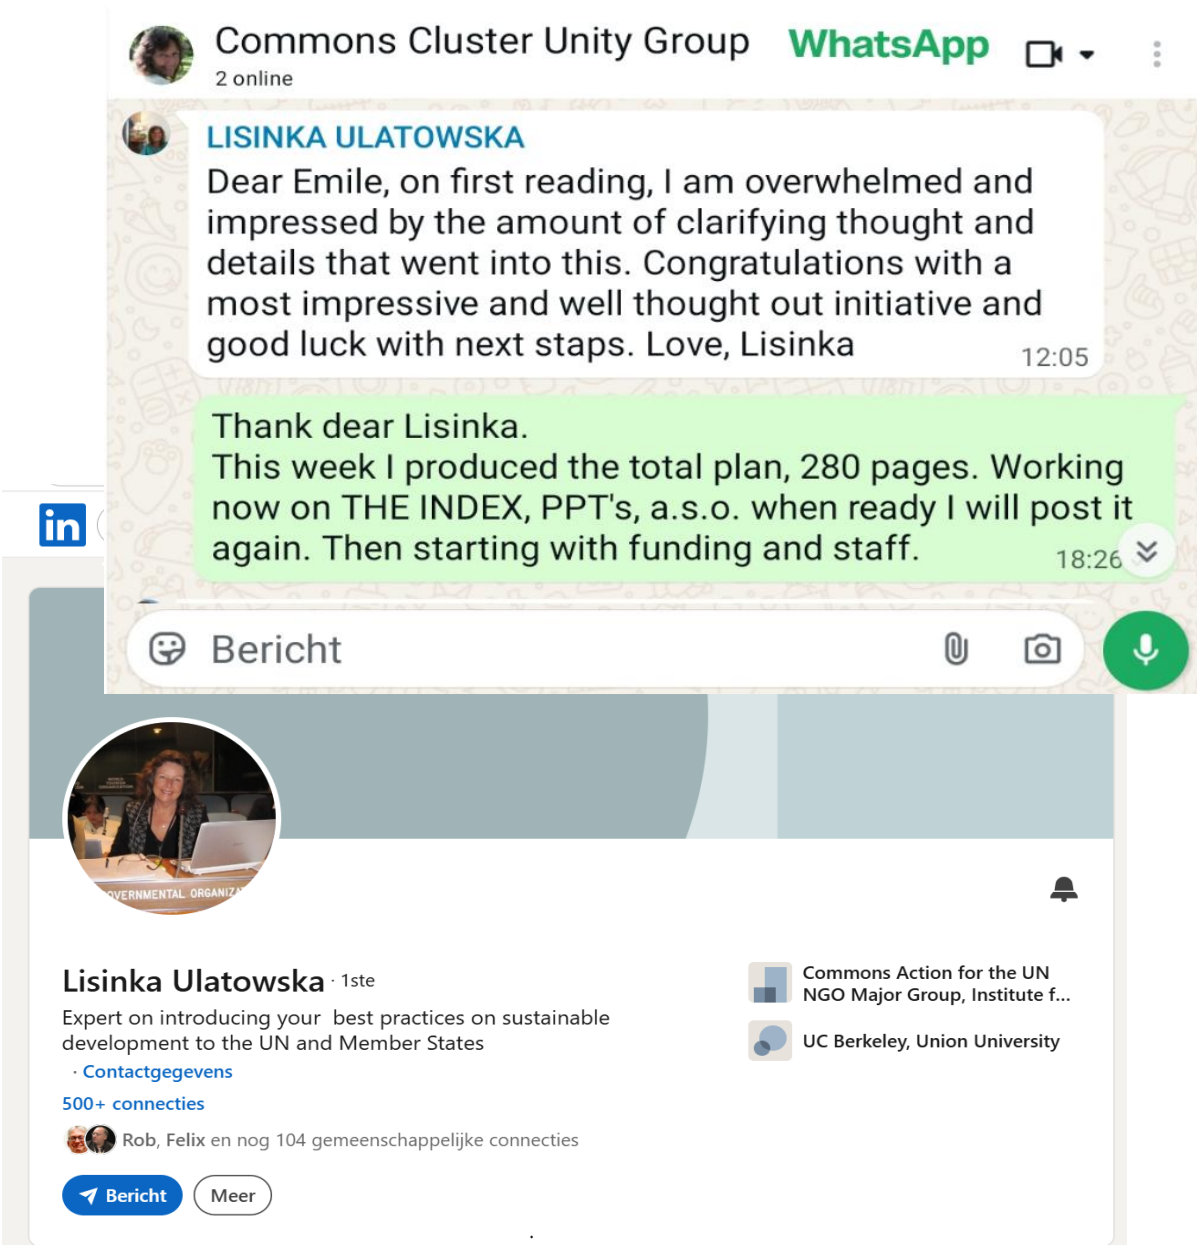 Commons Cluster Unity Group
WhatsApp
2 online
LISINKA ULATOWSKA
Dear Emile, on first reading, I am overwhelmed and
impressed by the amount of clarifying thought and
details that went into this. Congratulations with a
most impressive and well thought out initiative and
good luck with next staps. Love, Lisinka
12:05
Thank dear Lisinka.
This week I produced the total plan, 280 pages. Working
now on THE INDEX, PPT's, a.s.o. when ready I will post it
again. Then starting with funding and staff.
18:26
Bericht
in
OVERNMENTAL ORGANIZA
Lisinka Ulatowska · 1ste
Expert on introducing your best practices on sustainable
development to the UN and Member States
· Contactgegevens
500+ connecties
Rob, Felix en nog 104 gemeenschappelijke connecties
Bericht
Meer
Commons Action for the UN
NGO Major Group, Institute f...
UC Berkeley, Union University